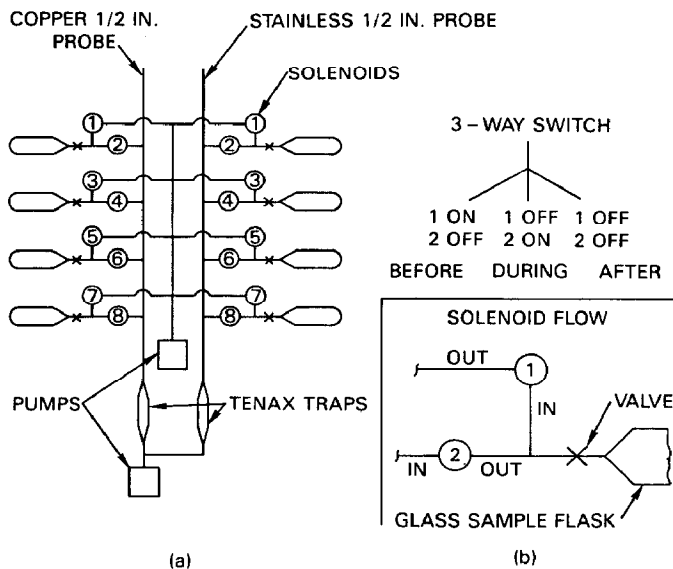 COPPER 1/2 IN.
PROBE
STAINLESS 1/2 IN. PROBE
SOLENOIDS
1 1
2 2
3 3
4 4
5 5
6 6
7 7
8 8
PUMPS
TENAX TRAPS
(a)
3-WAY SWITCH
1 ON 1 OFF 1 OFF
2 OFF 2 ON 2 OFF
BEFORE DURING AFTER
SOLENOID FLOW
OUT
1
IN
VALVE
2
IN OUT
GLASS SAMPLE FLASK
(b)